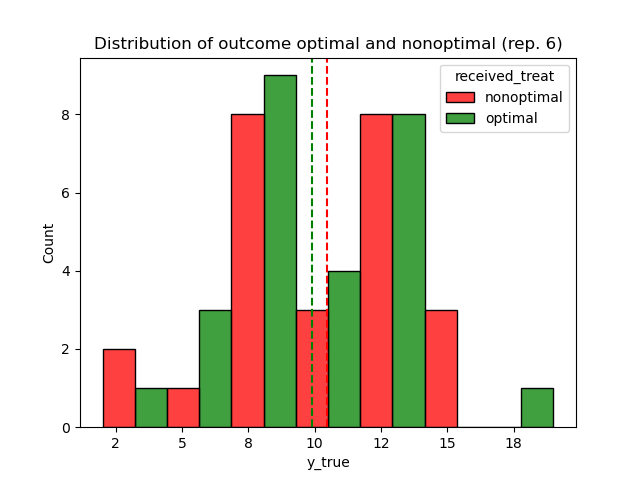 Distribution of outcome optimal and nonoptimal (rep. 6)
received_treat
nonoptimal
optimal
8
6
4
2
0
Count
2 5 8 10 12 15 18
y_true